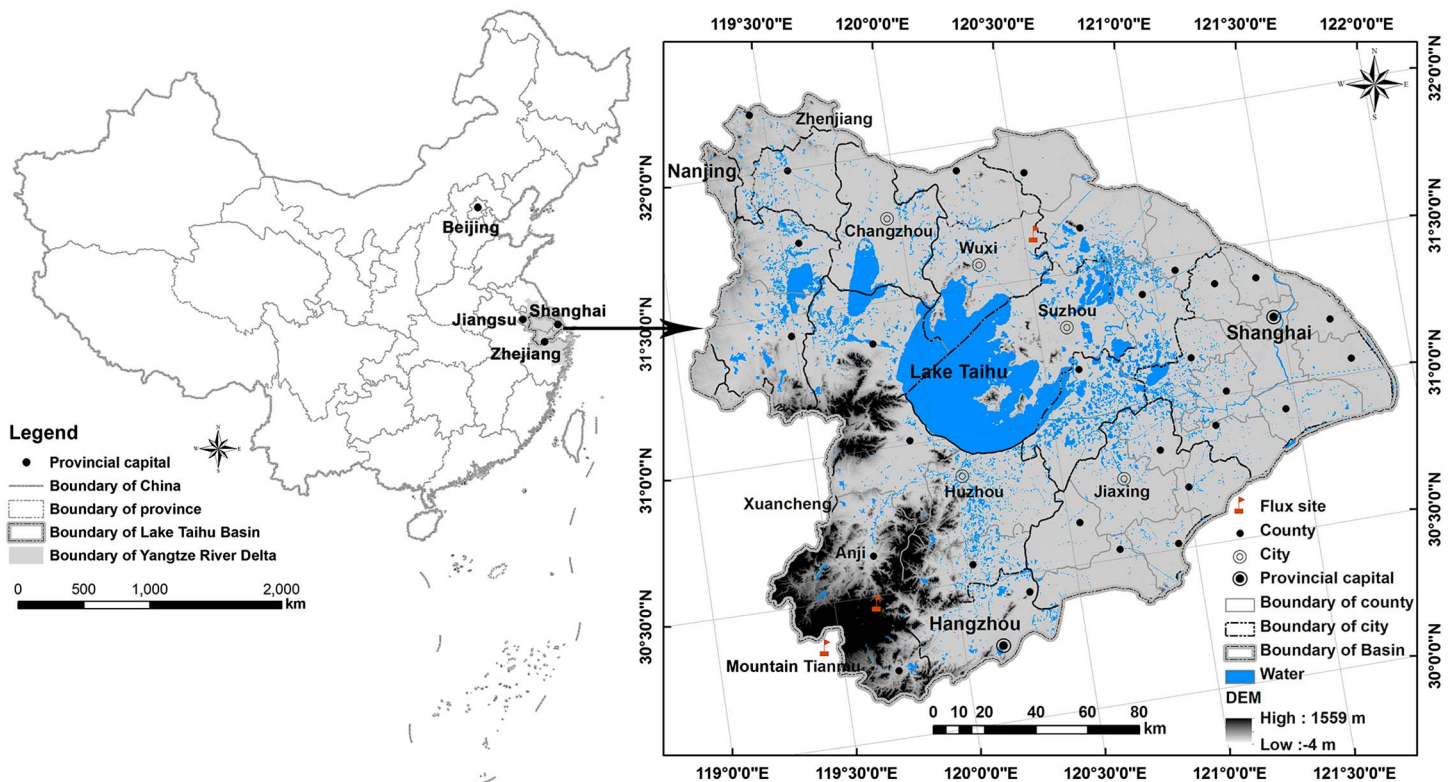 Beijing
Jiangsu
Shanghai
Zhejiang
Legend
N
W
E
S
Provincial capital
Boundary of China
Boundary of province
Boundary of Lake Taihu Basin
Boundary of Yangtze River Delta
0 500 1,000 2,000
km
119°30'0"E 120°0'0"E 120°30'0"E 121°0'0"E 121°30'0"E 122°0'0"E
32°0'0"N
31°30'0"N
31°0'0"N
30°30'0"N
32°0'0"N
31°30'0"N
31°0'0"N
30°30'0"N
30°0'0"N
N
W
E
S
Zhenjiang
Nanjing
Changzhou
Wuxi
Suzhou
Shanghai
Lake Taihu
Huzhou
Jiaxing
Xuancheng
Anji
Hangzhou
Mountain Tianmu
Flux site
County
City
Provincial capital
Boundary of county
Boundary of city
Boundary of Basin
Water
DEM
High : 1559 m
Low :-4 m
0 10 20 40 60 80
km
119°0'0"E 119°30'0"E 120°0'0"E 120°30'0"E 121°0'0"E 121°30'0"E